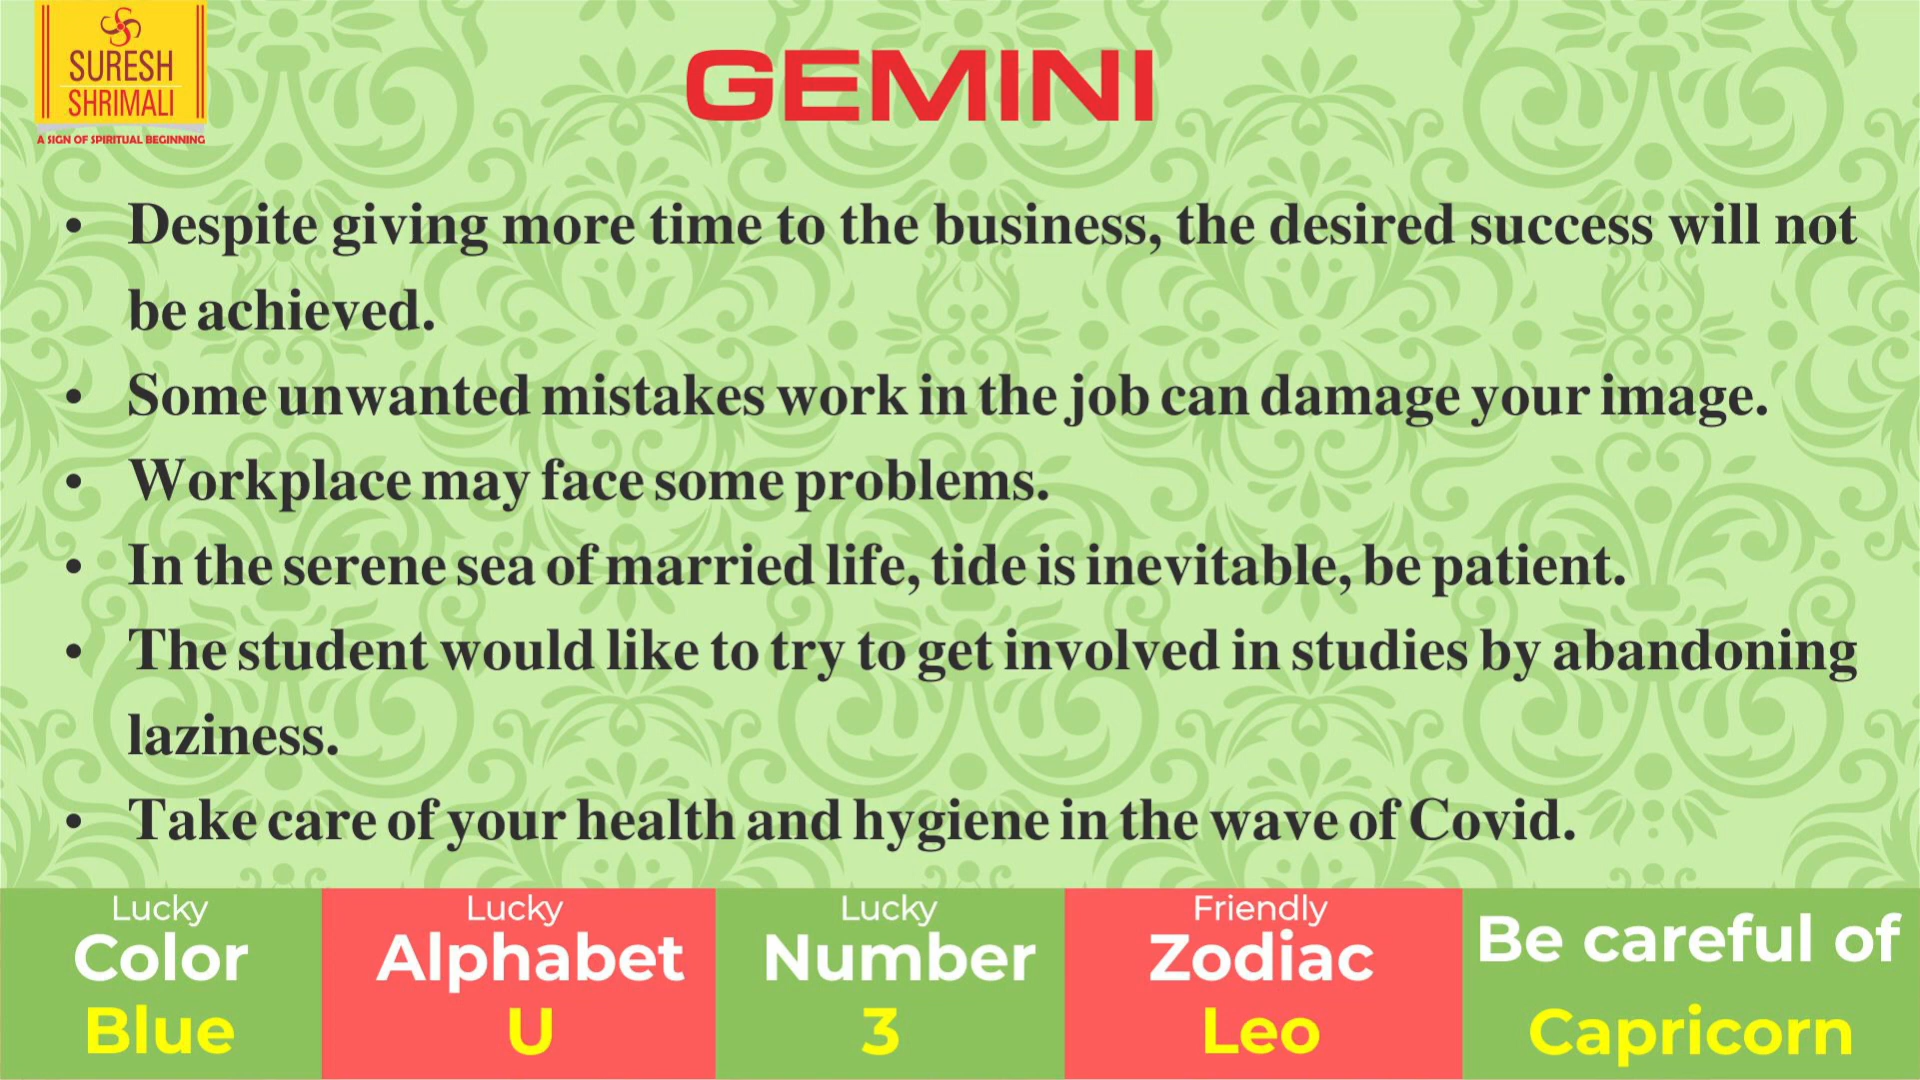 SURESH
SHRIMALI
A SIGN OF SPIRITUAL BEGINNING
GEMINI
• Despite giving more time to the business, the desired success will not
be achieved.
• Some unwanted mistakes work in the job can damage your image.
• Workplace may face some problems.
• In the serene sea of married life, tide is inevitable, be patient.
• The student would like to try to get involved in studies by abandoning
laziness.
• Take care of your health and hygiene in the wave of Covid.
Lucky
Color
Blue
Lucky
Alphabet
U
Lucky
Number
3
Friendly
Zodiac
Leo
Be careful of
Capricorn